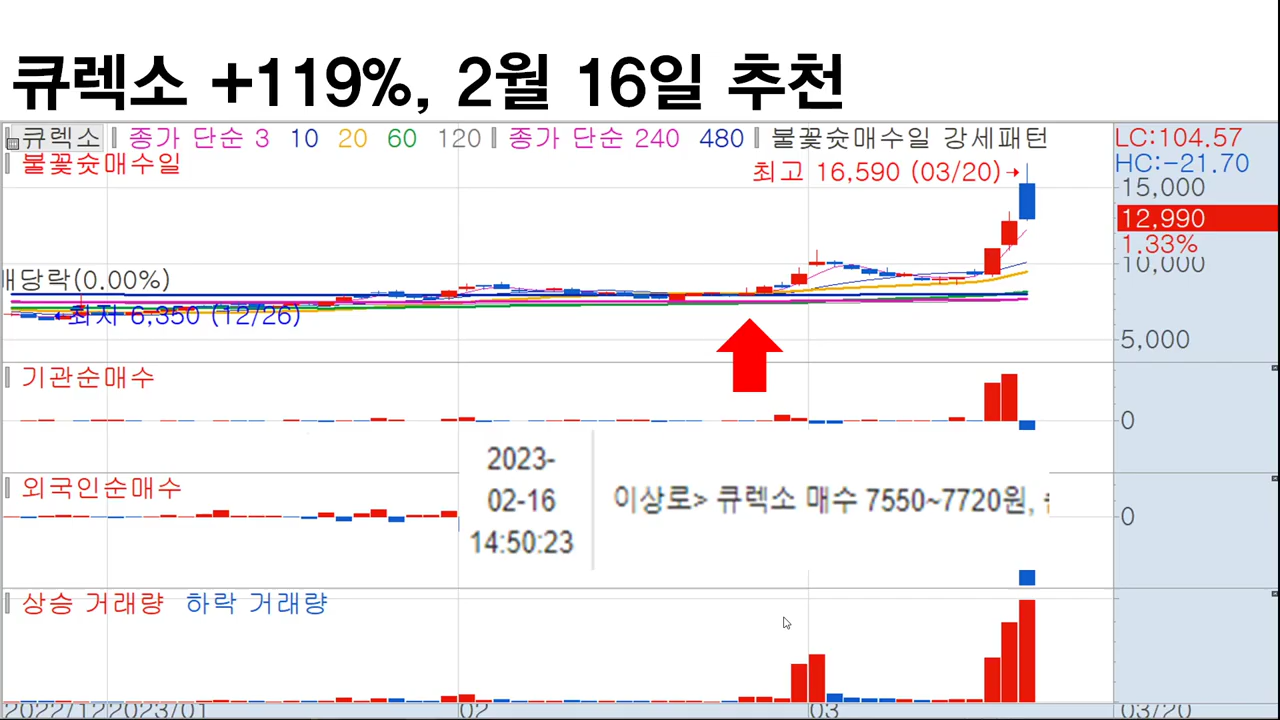 큐렉소 +119%, 2월 16일 추천
큐렉소 종가 단순 3 10 20 60 120 종가 단순 240 480 불꽃슛매수일 강세패턴
LC:104.57
불꽃슛매수일
HC:-21.70
최고 16,590 (03/20)
15,000
12,990
1.33%
10,000
배당락(0.00%)
최저 6,350 (12/26)
5,000
기관순매수
0
2023-
02-16
14:50:23
이상로> 큐렉소 매수 7550~7720원,
외국인순매수
0
상승 거래량 하락 거래량
2022/12 2023/01 02 03 03/20